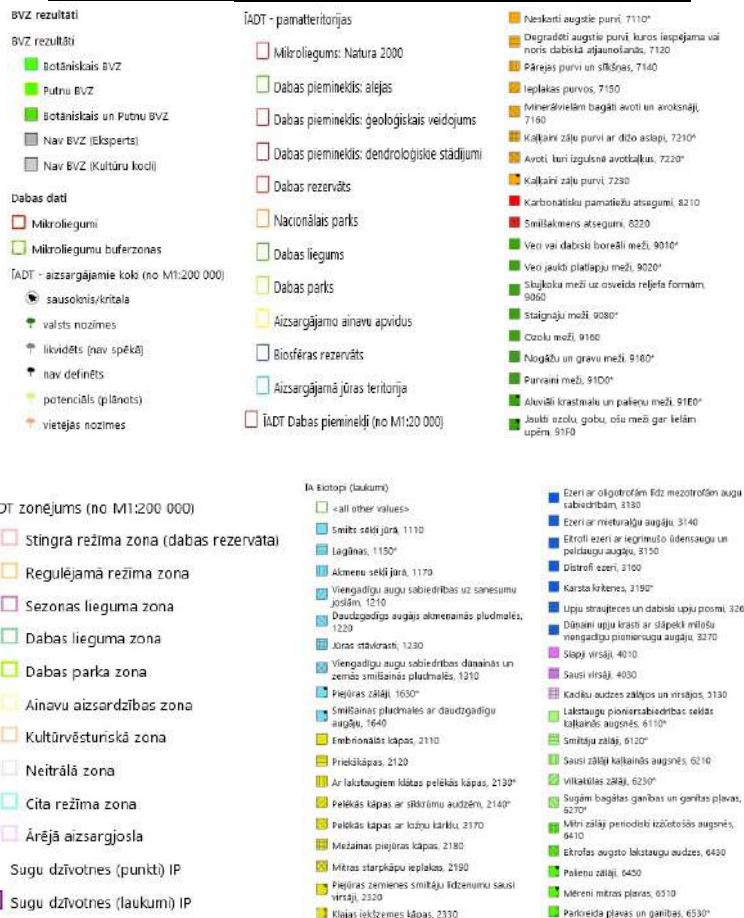 BVZ rezultāti
BVZ rezultāti
Botāniskais BVZ
Putnu BVZ
Botāniskais un Putnu BVZ
Nav BVZ (Eksperts)
Nav BVZ (Kultūru kodi)
Dabas dati
Mikroliegumi
Mikroliegumu buferzonas
ĪADT - aizsargājamie koki (no M1:200 000)
sausoknis/kritala
valsts nozīmes
likvidēts (nav spēkā)
nav definēts
potenciāls (plānots)
vietējās nozīmes
ĪADT - pamatteritorijas
Mikroliegums: Natura 2000
Dabas piemineklis: alejas
Dabas piemineklis: ģeoloģiskais veidojums
Dabas piemineklis: dendroloģiskie stādījumi
Dabas rezervāts
Nacionālais parks
Dabas liegums
Dabas parks
Aizsargājamo ainavu apvidus
Biosfēras rezervāts
Aizsargājamā jūras teritorija
ĪADT Dabas pieminekļi (no M1:20 000)
Neskarti augstie purvi, 7110*
Degradēti augstie purvi, kuros iespējama vai
noris dabiskā atjaunošanās, 7120
Pārejas purvi un slīkšņas, 7140
Ieplakas purvos, 7150
Minerālvielām bagāti avoti un avoksnāji,
7160
Kaļķaini zāļu purvi ar dižo aslapi, 7210*
Avoti, kuri izgulsnē avotkaļķus, 7220*
Kaļķaini zāļu purvi, 7230
Karbonātisku pamatiežu atsegumi, 8210
Smilšakmens atsegumi, 8220
Veci vai dabiski boreāli meži, 9010*
Veci jaukti platlapju meži, 9020*
Skujkoku meži uz osveida reljefa formām,
9060
Staignāju meži, 9080*
Ozolu meži, 9160
Nogāžu un gravu meži, 9180*
Purvaini meži, 91D0*
Aluviāli krastmalu un palieņu meži, 91E0*
Jaukti ozolu, gobu, ošu meži gar lielām
upēm, 91F0
DT zonējums (no M1:200 000)
Stingrā režīma zona (dabas rezervāta)
Regulējamā režīma zona
Sezonas lieguma zona
Dabas lieguma zona
Dabas parka zona
Ainavu aizsardzības zona
Kultūrvēsturiskā zona
Neitrālā zona
Cita režīma zona
Ārējā aizsargjosla
Sugu dzīvotnes (punkti) IP
Sugu dzīvotnes (laukumi) IP
ĪA Biotopi (laukumi)
<all other values>
Smilts sēkļi jūrā, 1110
Lagūnas, 1150*
Akmeņu sēkļi jūrā, 1170
Viengadīgu augu sabiedrības uz sanesumu
joslām, 1210
Daudzgadīgs augājs akmeņainās pludmalēs,
1220
Jūras stāvkrasti, 1230
Viengadīgu augu sabiedrības dūņainās un
zemās smilšainās pludmalēs, 1310
Piejūras zālāji, 1630*
Smilšainas pludmales ar daudzgadīgu
augāju, 1640
Embrionālās kāpas, 2110
Priekškāpas, 2120
Ar lakstaugiem klātas pelēkās kāpas, 2130*
Pelēkās kāpas ar sīkkrūmu audzēm, 2140*
Pelēkās kāpas ar ložņu kārklu, 2170
Mežainas piejūras kāpas, 2180
Mitras starpkāpu ieplakas, 2190
Piejūras zemienes smiltāju līdzenumu sausi
virsāji, 2320
Klajas iekšzemes kāpas, 2330
Ezeri ar oligotrofām līdz mezotrofām augu
sabiedrībām, 3130
Ezeri ar mieturaļģu augāju, 3140
Eitrofi ezeri ar iegrimušo ūdensaugu un
peldaugu augāju, 3150
Distrofi ezeri, 3160
Karsta kritenes, 3190*
Upju straujteces un dabiski upju posmi, 326
Dūņaini upju krasti ar slāpekli mīlošu
viengadīgu pioniersugu augāju, 3270
Slapji virsāji, 4010
Sausi virsāji, 4030
Kadiķu audzes zālājos un virsājos, 5130
Lakstaugu pioniersabiedrības seklās
kaļķainās augsnēs, 6110*
Smiltāju zālāji, 6120*
Sausi zālāji kaļķainās augsnēs, 6210
Vilkakūlas zālāji, 6230*
Sugām bagātas ganības un ganītas pļavas,
6270*
Mitri zālāji periodiski izžūstošās augsnēs,
6410
Eitrofas augsto lakstaugu audzes, 6430
Palieņu zālāji, 6450
Mēreni mitras pļavas, 6510
Parkveida pļavas un ganības, 6530*